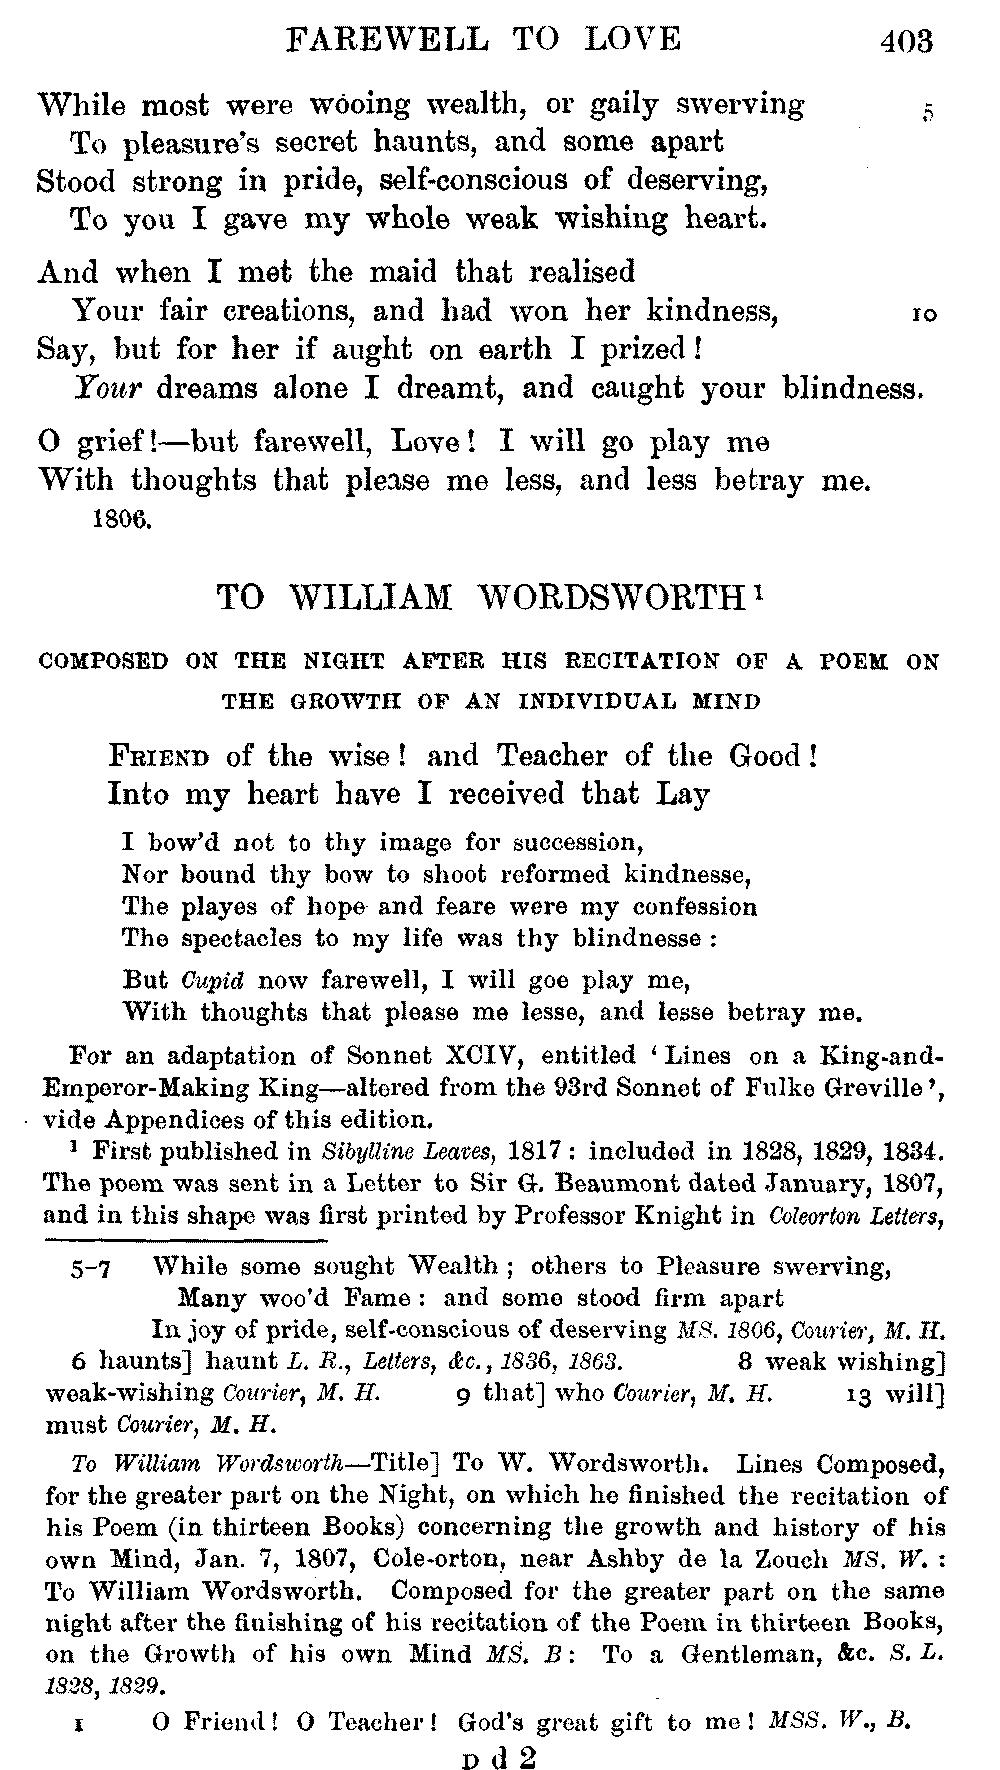 FAREWELL TO LOVE 403
While most were wooing wealth, or gaily swerving 5
To pleasure's secret haunts, and some apart
Stood strong in pride, self-conscious of deserving,
To you I gave my whole weak wishing heart.
And when I met the maid that realised
Your fair creations, and had won her kindness, 10
Say, but for her if aught on earth I prized!
Your dreams alone I dreamt, and caught your blindness.
O grief!—but farewell, Love! I will go play me
With thoughts that please me less, and less betray me.
1806.
TO WILLIAM WORDSWORTH¹
COMPOSED ON THE NIGHT AFTER HIS RECITATION OF A POEM ON
THE GROWTH OF AN INDIVIDUAL MIND
FRIEND of the wise! and Teacher of the Good!
Into my heart have I received that Lay
I bow'd not to thy image for succession,
Nor bound thy bow to shoot reformed kindnesse,
The playes of hope and feare were my confession
The spectacles to my life was thy blindnesse:
But Cupid now farewell, I will goe play me,
With thoughts that please me lesse, and lesse betray me.
For an adaptation of Sonnet XCIV, entitled 'Lines on a King-and-
Emperor-Making King—altered from the 93rd Sonnet of Fulke Greville',
vide Appendices of this edition.
¹ First published in Sibylline Leaves, 1817: included in 1828, 1829, 1834.
The poem was sent in a Letter to Sir G. Beaumont dated January, 1807,
and in this shape was first printed by Professor Knight in Coleorton Letters,
5-7 While some sought Wealth; others to Pleasure swerving,
Many woo'd Fame: and some stood firm apart
In joy of pride, self-conscious of deserving MS. 1806, Courier, M. H.
6 haunts] haunt L. R., Letters, &c., 1836, 1863. 8 weak wishing]
weak-wishing Courier, M. H. 9 that] who Courier, M. H. 13 will]
must Courier, M. H.
To William Wordsworth—Title] To W. Wordsworth. Lines Composed,
for the greater part on the Night, on which he finished the recitation of
his Poem (in thirteen Books) concerning the growth and history of his
own Mind, Jan. 7, 1807, Cole-orton, near Ashby de la Zouch MS. W.:
To William Wordsworth. Composed for the greater part on the same
night after the finishing of his recitation of the Poem in thirteen Books,
on the Growth of his own Mind MS. B: To a Gentleman, &c. S. L.
1828, 1829.
1 O Friend! O Teacher! God's great gift to me! MSS. W., B.
D d 2